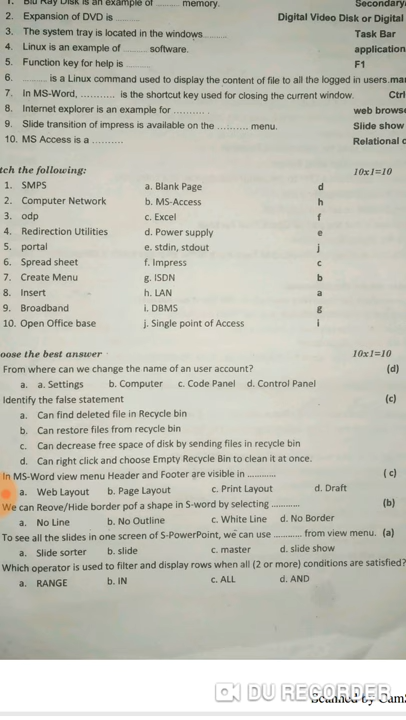 1. Blu Ray Disk is an example of ......... memory. Secondary
2. Expansion of DVD is ......... Digital Video Disk or Digital
3. The system tray is located in the windows......... Task Bar
4. Linux is an example of ......... software. application
5. Function key for help is ......... F1
6. ......... is a Linux command used to display the content of file to all the logged in users.
7. In MS-Word, ........... is the shortcut key used for closing the current window. Ctrl
8. Internet explorer is an example for .......... . web brows
9. Slide transition of impress is available on the .......... menu. Slide show
10. MS Access is a .......... Relational
tch the following: 10x1=10
1. SMPS a. Blank Page d
2. Computer Network b. MS-Access h
3. odp c. Excel f
4. Redirection Utilities d. Power supply e
5. portal e. stdin, stdout j
6. Spread sheet f. Impress c
7. Create Menu g. ISDN b
8. Insert h. LAN a
9. Broadband i. DBMS g
10. Open Office base j. Single point of Access i
oose the best answer 10x1=10
From where can we change the name of an user account? (d)
a. a. Settings b. Computer c. Code Panel d. Control Panel
Identify the false statement (c)
a. Can find deleted file in Recycle bin
b. Can restore files from recycle bin
c. Can decrease free space of disk by sending files in recycle bin
d. Can right click and choose Empty Recycle Bin to clean it at once.
In MS-Word view menu Header and Footer are visible in ........... (c)
a. Web Layout b. Page Layout c. Print Layout d. Draft
We can Reove/Hide border pof a shape in S-word by selecting ........... (b)
a. No Line b. No Outline c. White Line d. No Border
To see all the slides in one screen of S-PowerPoint, we can use ........... from view menu. (a)
a. Slide sorter b. slide c. master d. slide show
Which operator is used to filter and display rows when all (2 or more) conditions are satisfied?
a. RANGE b. IN c. ALL d. AND
DU RECORDER
Scanned by Cam